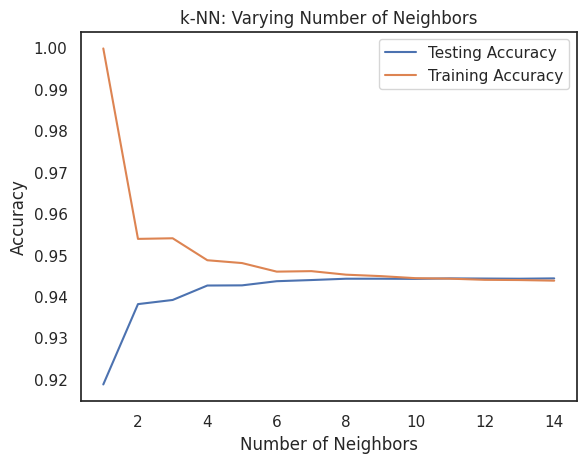 k-NN: Varying Number of Neighbors
Testing Accuracy
Training Accuracy
1.00
0.99
0.98
0.97
0.96
0.95
0.94
0.93
0.92
Accuracy
2 4 6 8 10 12 14
Number of Neighbors